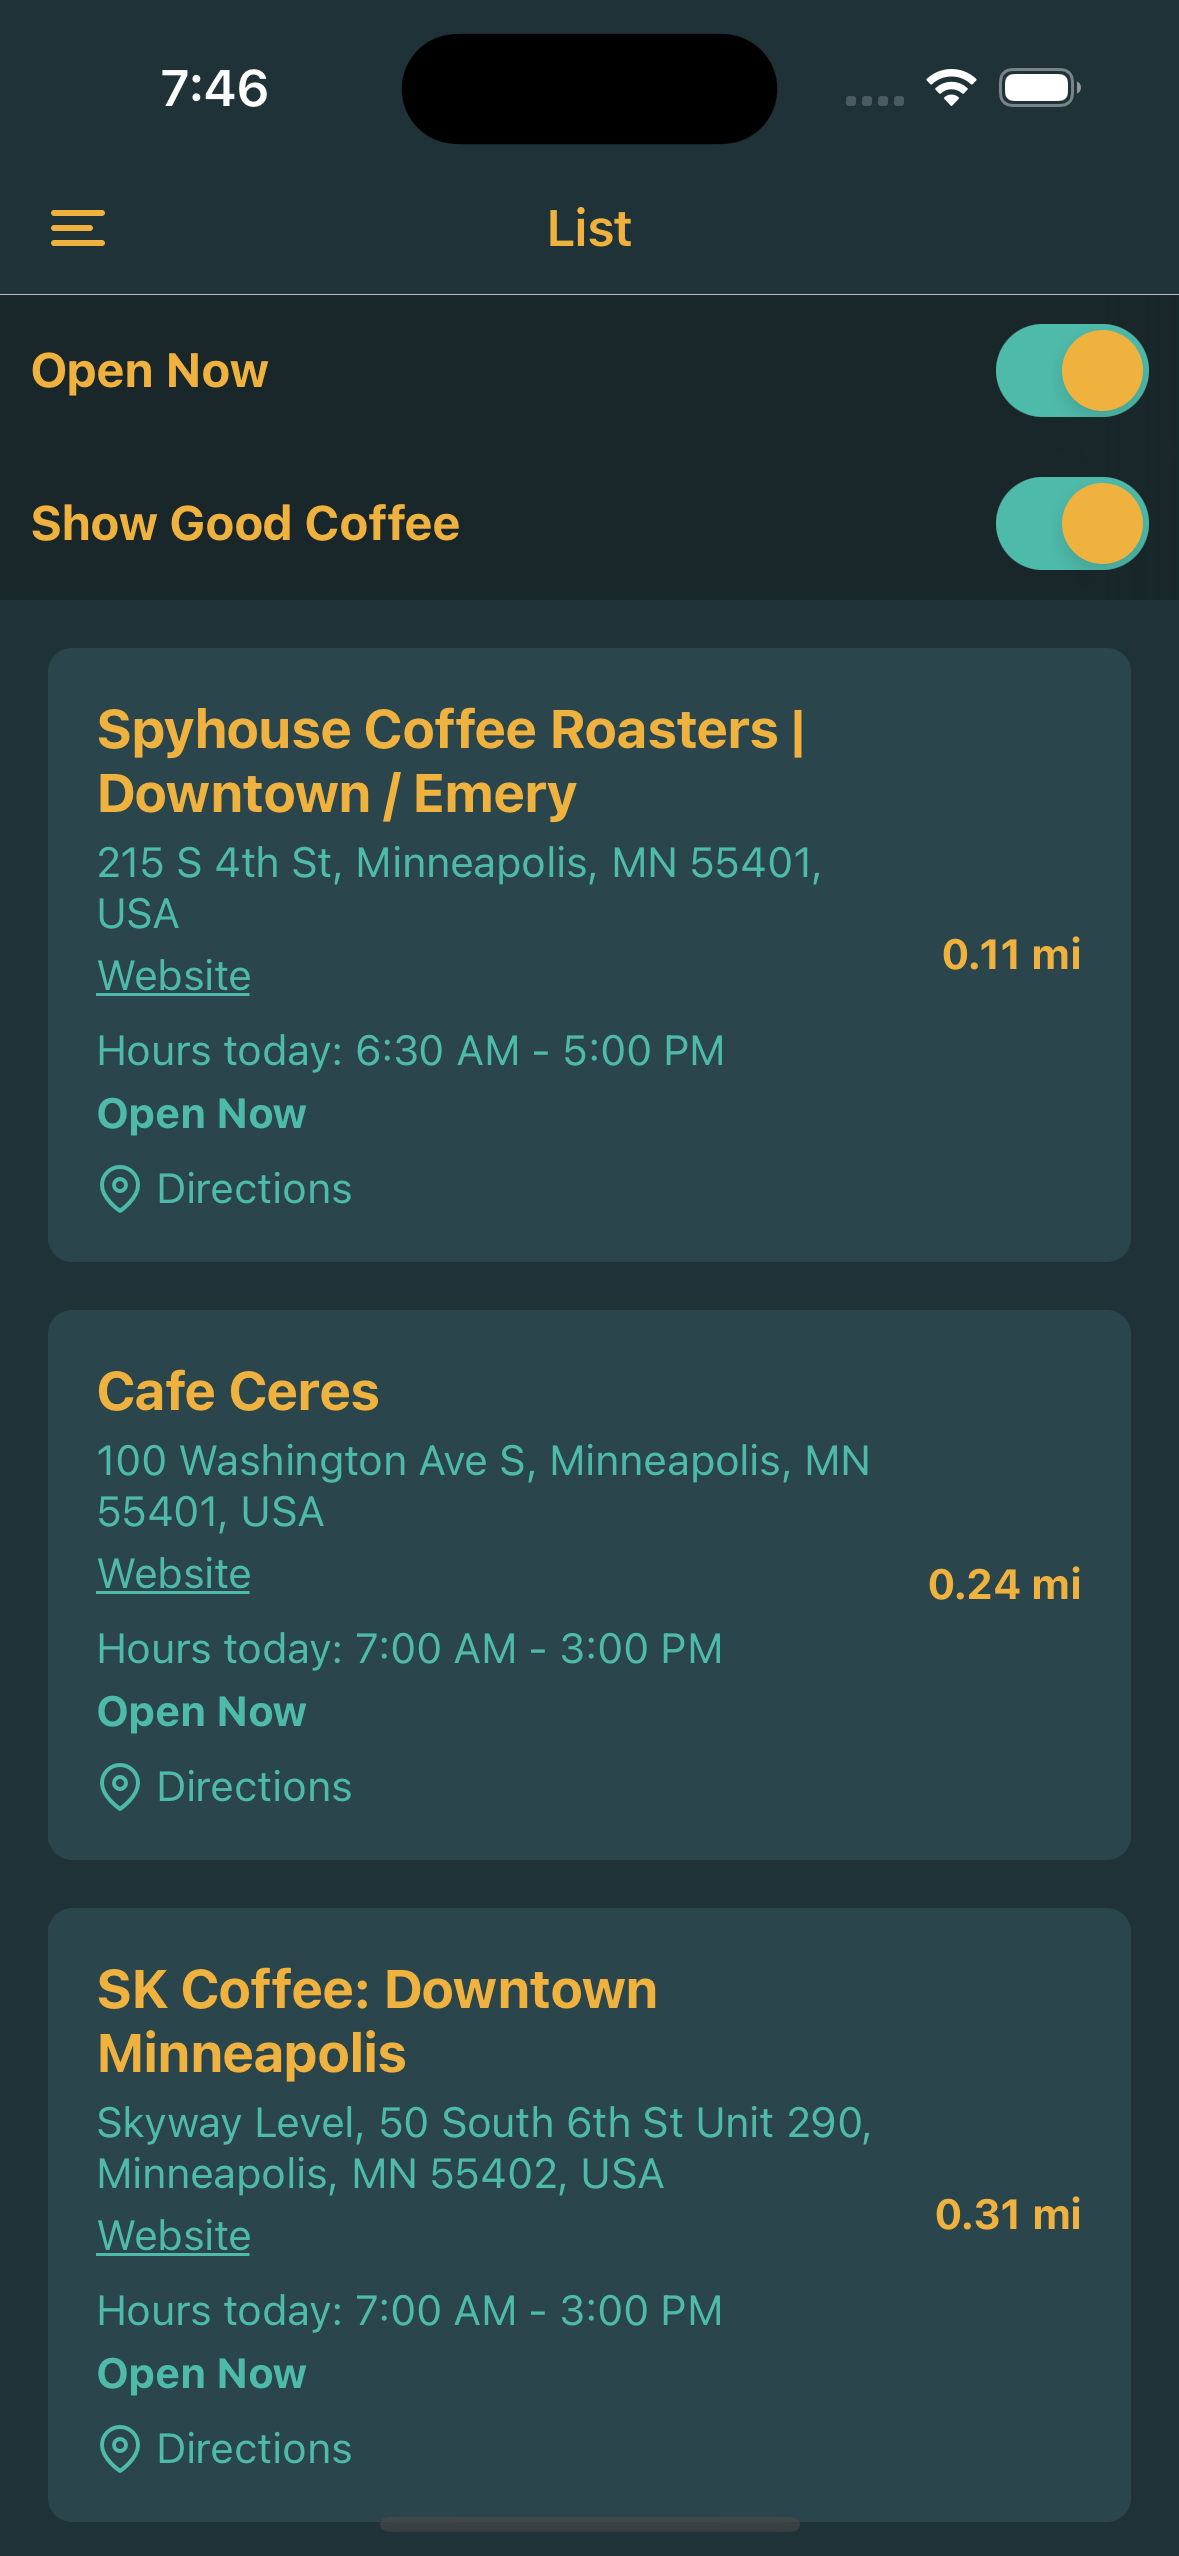 7:46
List
Open Now
Show Good Coffee
Spyhouse Coffee Roasters |
Downtown / Emery
215 S 4th St, Minneapolis, MN 55401,
USA
Website
0.11 mi
Hours today: 6:30 AM - 5:00 PM
Open Now
Directions
Cafe Ceres
100 Washington Ave S, Minneapolis, MN
55401, USA
Website
0.24 mi
Hours today: 7:00 AM - 3:00 PM
Open Now
Directions
SK Coffee: Downtown
Minneapolis
Skyway Level, 50 South 6th St Unit 290,
Minneapolis, MN 55402, USA
Website
0.31 mi
Hours today: 7:00 AM - 3:00 PM
Open Now
Directions